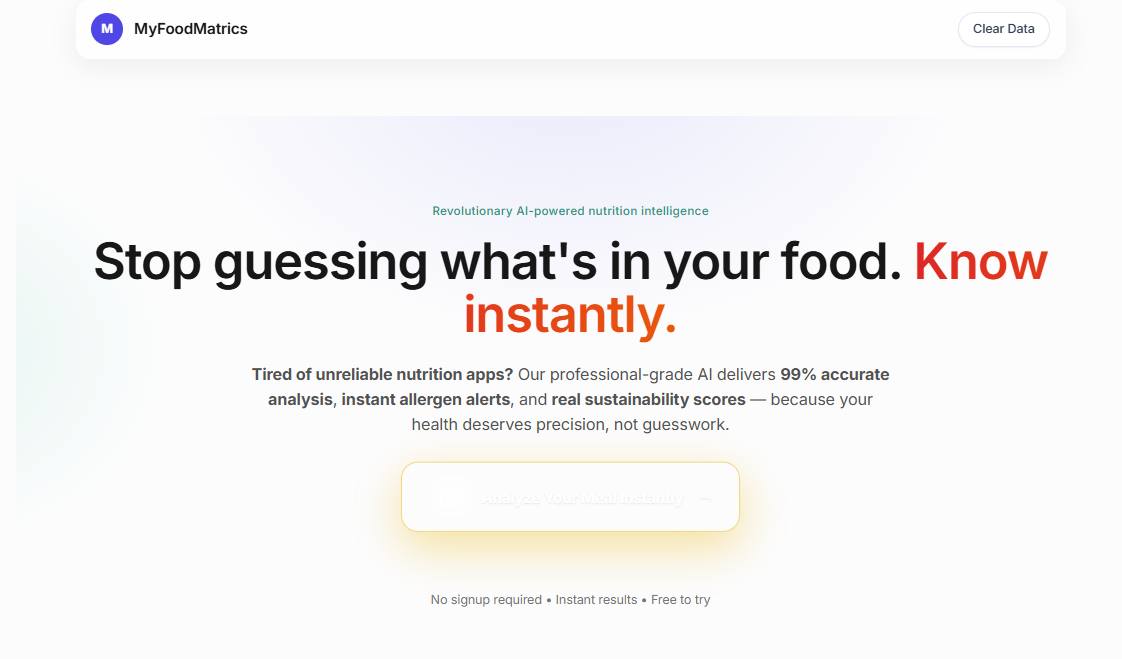 M MyFoodMatrics Clear Data
Revolutionary AI-powered nutrition intelligence
Stop guessing what's in your food. Know
instantly.
Tired of unreliable nutrition apps? Our professional-grade AI delivers 99% accurate
analysis, instant allergen alerts, and real sustainability scores — because your
health deserves precision, not guesswork.
Analyze Your Meal Instantly →
No signup required • Instant results • Free to try